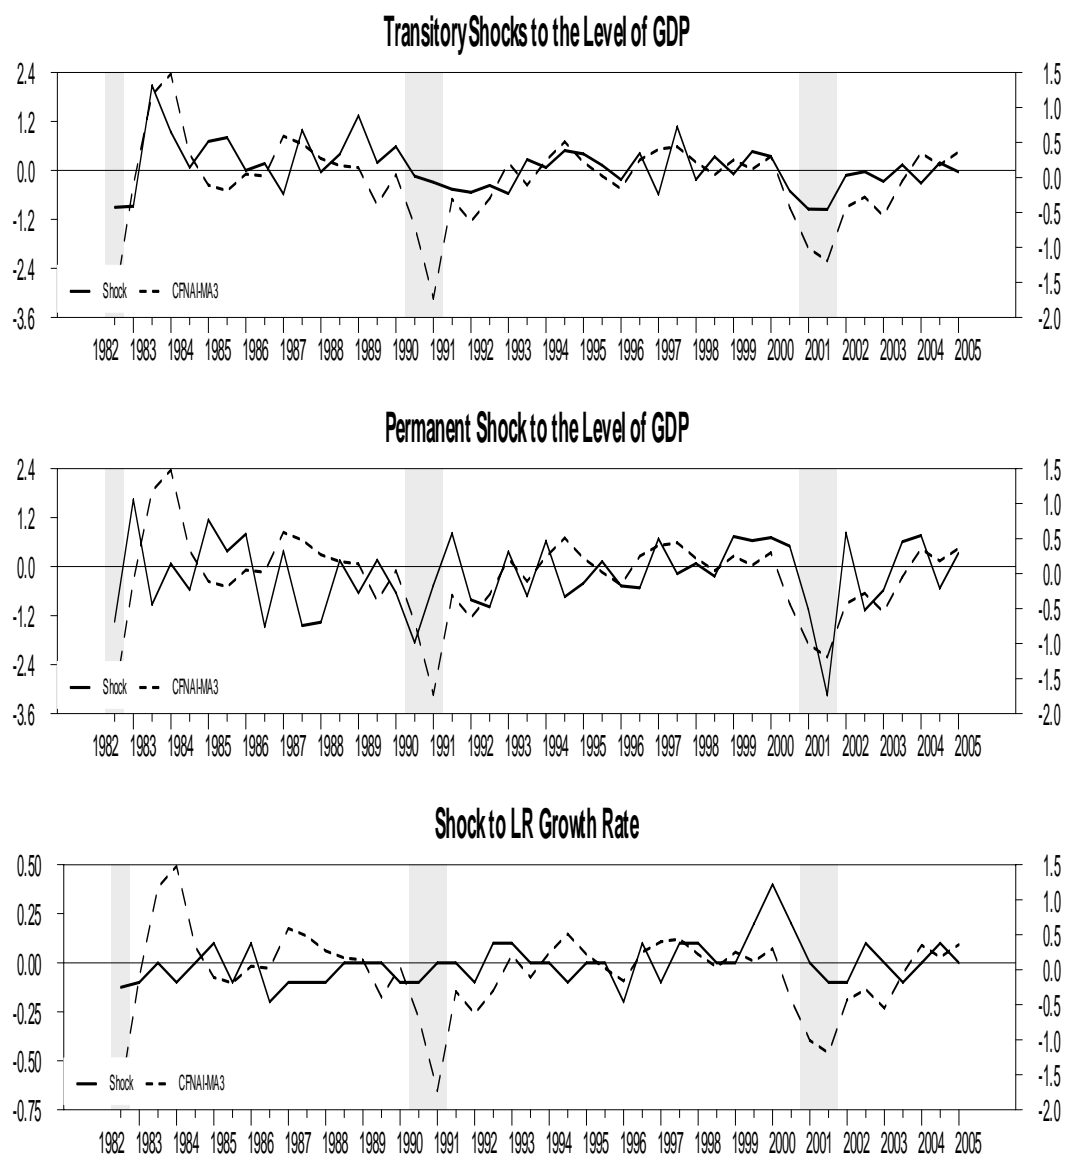 Transitory Shocks to the Level of GDP
2.4 1.5
1.2 1.0
0.0 0.5
-1.2 0.0
-2.4 -0.5
-3.6 -1.0
-1.5
-2.0
Shock CFNAI-MA3
1982 1983 1984 1985 1986 1987 1988 1989 1990 1991 1992 1993 1994 1995 1996 1997 1998 1999 2000 2001 2002 2003 2004 2005
Permanent Shock to the Level of GDP
2.4 1.5
1.2 1.0
0.0 0.5
-1.2 0.0
-2.4 -0.5
-3.6 -1.0
-1.5
-2.0
Shock CFNAI-MA3
1982 1983 1984 1985 1986 1987 1988 1989 1990 1991 1992 1993 1994 1995 1996 1997 1998 1999 2000 2001 2002 2003 2004 2005
Shock to LR Growth Rate
0.50 1.5
0.25 1.0
0.00 0.5
-0.25 0.0
-0.50 -0.5
-0.75 -1.0
-1.5
-2.0
Shock CFNAI-MA3
1982 1983 1984 1985 1986 1987 1988 1989 1990 1991 1992 1993 1994 1995 1996 1997 1998 1999 2000 2001 2002 2003 2004 2005